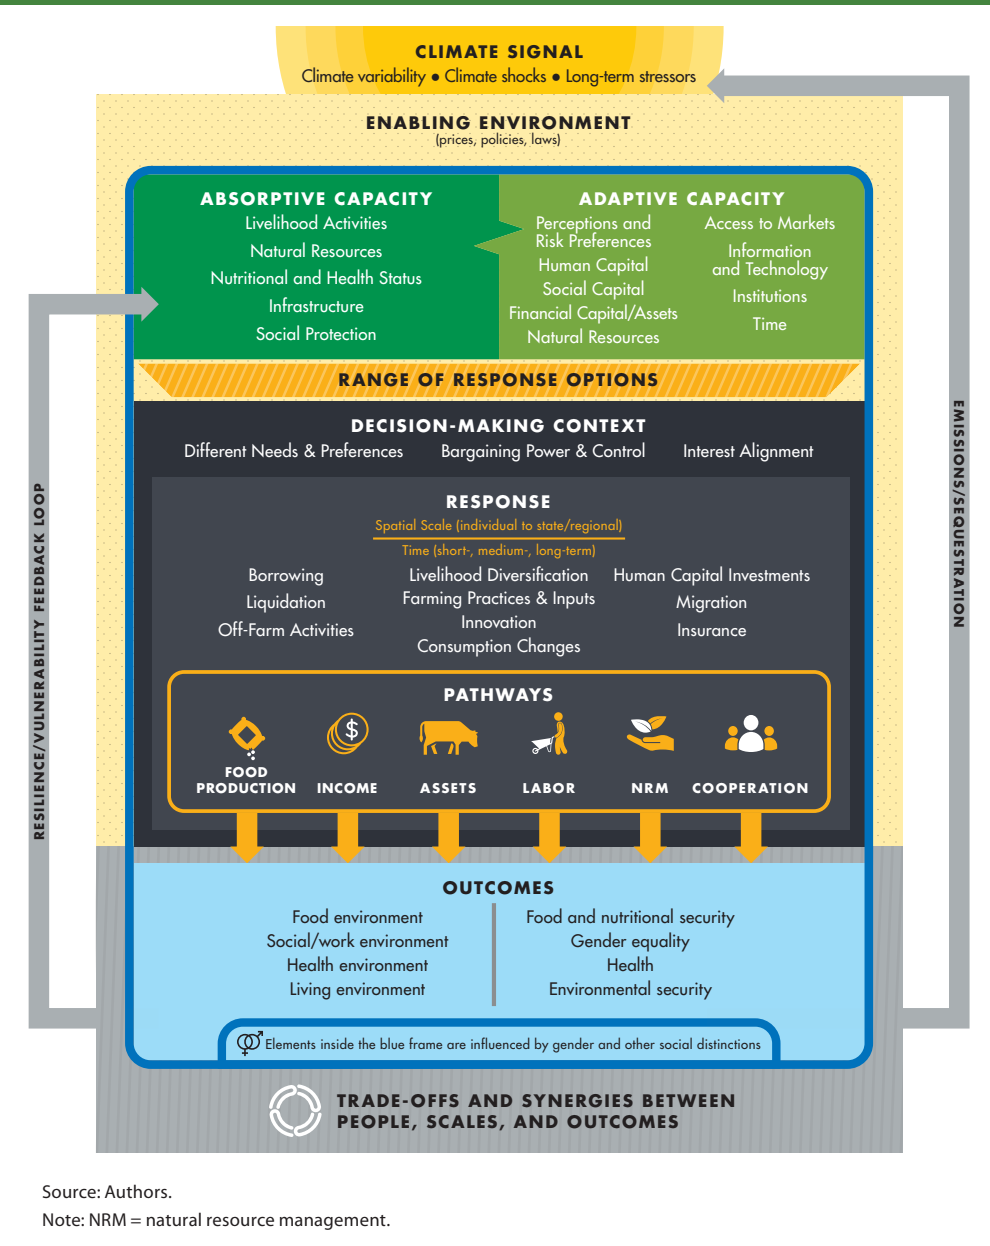 CLIMATE SIGNAL
Climate variability ● Climate shocks ● Long-term stressors
ENABLING ENVIRONMENT
(prices, policies, laws)
ABSORPTIVE CAPACITY
Livelihood Activities
Natural Resources
Nutritional and Health Status
Infrastructure
Social Protection
ADAPTIVE CAPACITY
Perceptions and
Risk Preferences
Human Capital
Social Capital
Financial Capital/Assets
Natural Resources
Access to Markets
Information
and Technology
Institutions
Time
RANGE OF RESPONSE OPTIONS
DECISION-MAKING CONTEXT
Different Needs & Preferences
Bargaining Power & Control
Interest Alignment
RESPONSE
Spatial Scale (individual to state/regional)
Time (short-, medium-, long-term)
Borrowing
Liquidation
Off-Farm Activities
Livelihood Diversification
Farming Practices & Inputs
Innovation
Consumption Changes
Human Capital Investments
Migration
Insurance
PATHWAYS
$
FOOD
PRODUCTION
INCOME
ASSETS
LABOR
NRM
COOPERATION
OUTCOMES
Food environment
Social/work environment
Health environment
Living environment
Food and nutritional security
Gender equality
Health
Environmental security
Elements inside the blue frame are influenced by gender and other social distinctions
TRADE-OFFS AND SYNERGIES BETWEEN
PEOPLE, SCALES, AND OUTCOMES
RESILIENCE/VULNERABILITY FEEDBACK LOOP
EMISSIONS/SEQUESTRATION
Source: Authors.
Note: NRM = natural resource management.